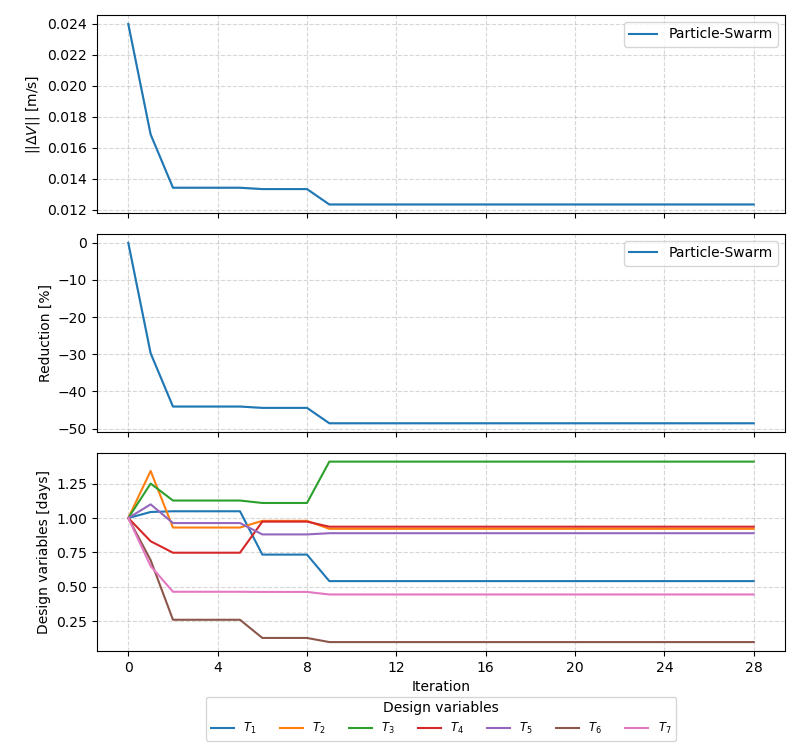 0.024
0.022
0.020
0.018
0.016
0.014
0.012
||ΔV|| [m/s]
Particle-Swarm
0
−10
−20
−30
−40
−50
Reduction [%]
Particle-Swarm
1.25
1.00
0.75
0.50
0.25
Design variables [days]
0 4 8 12 16 20 24 28
Iteration
Design variables
T₁ T₂ T₃ T₄ T₅ T₆ T₇